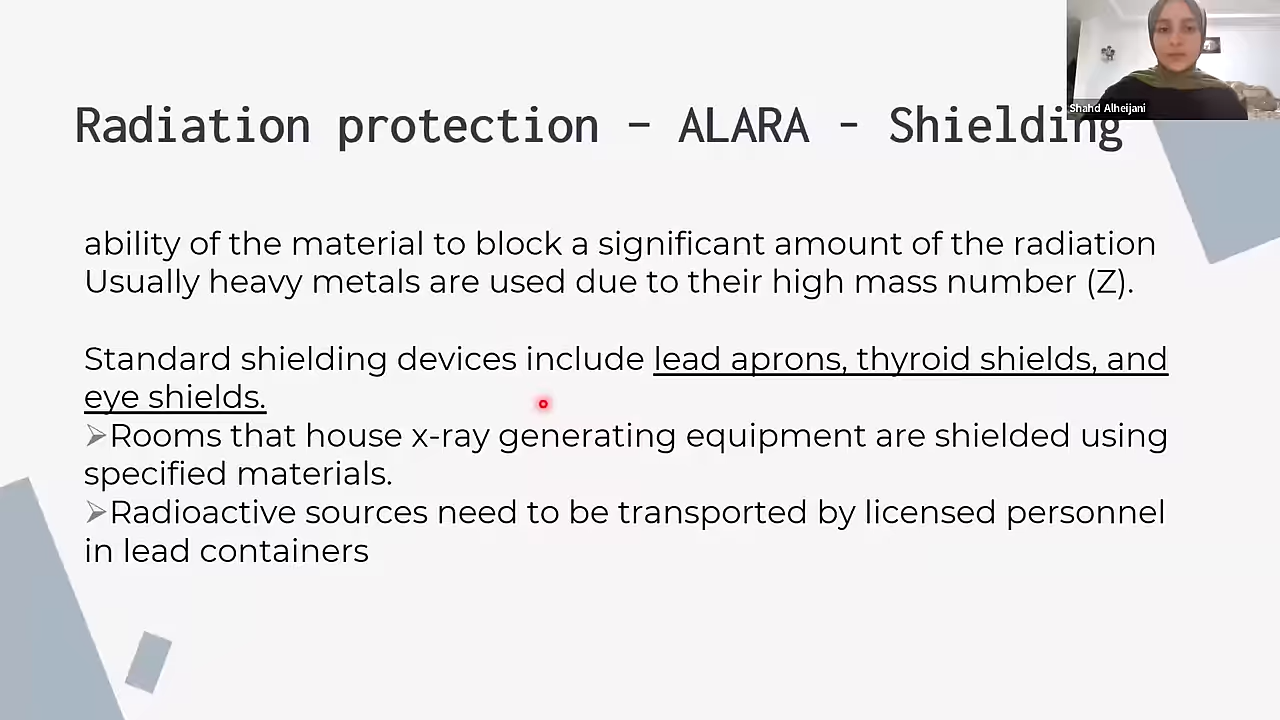 Shahd Alheijani
Radiation protection – ALARA - Shielding
ability of the material to block a significant amount of the radiation
Usually heavy metals are used due to their high mass number (Z).
Standard shielding devices include lead aprons, thyroid shields, and
eye shields.
➢Rooms that house x-ray generating equipment are shielded using
specified materials.
➢Radioactive sources need to be transported by licensed personnel
in lead containers